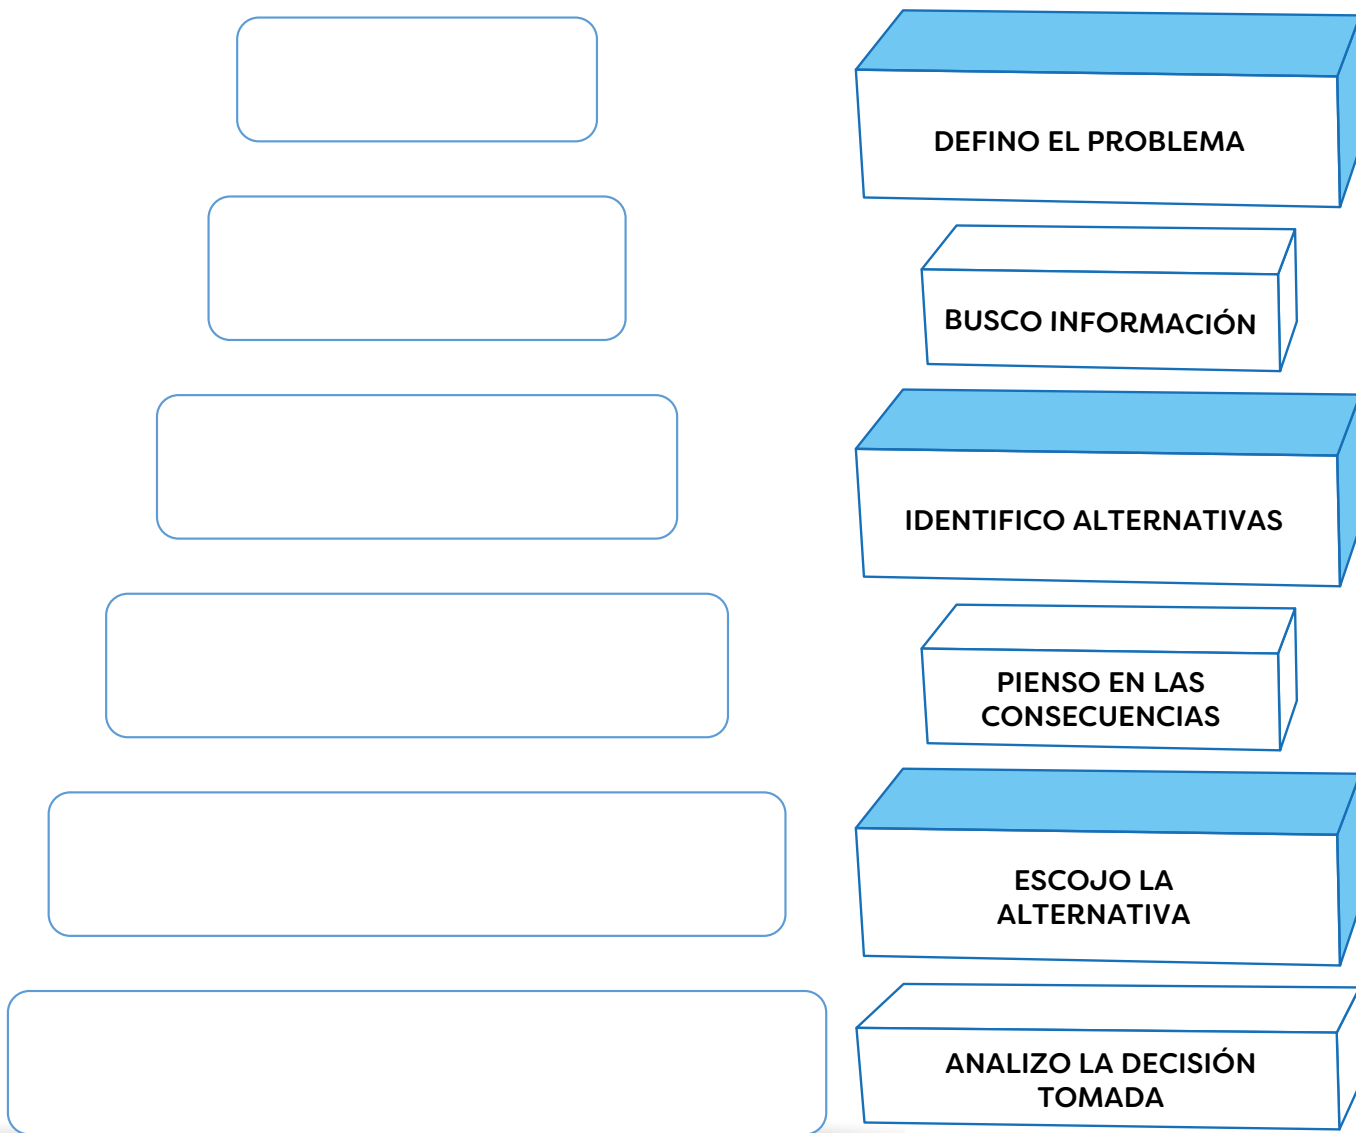 DEFINO EL PROBLEMA
BUSCO INFORMACIÓN
IDENTIFICO ALTERNATIVAS
PIENSO EN LAS
CONSECUENCIAS
ESCOJO LA
ALTERNATIVA
ANALIZO LA DECISIÓN
TOMADA